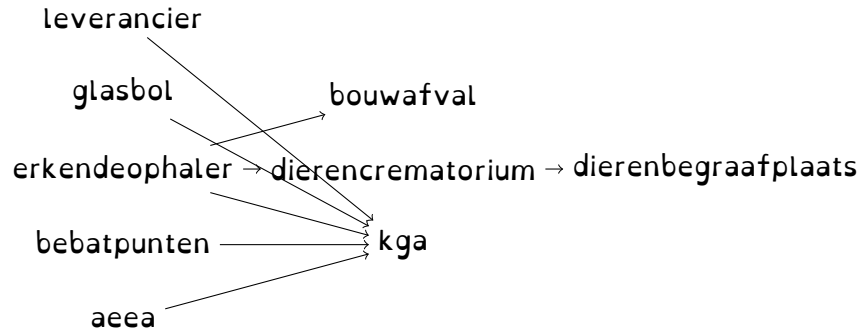 leverancier
glasbol
bouwafval
erkendeophaler dierencrematorium dierenbegraafplaats
bebatpunten
kga
aeea